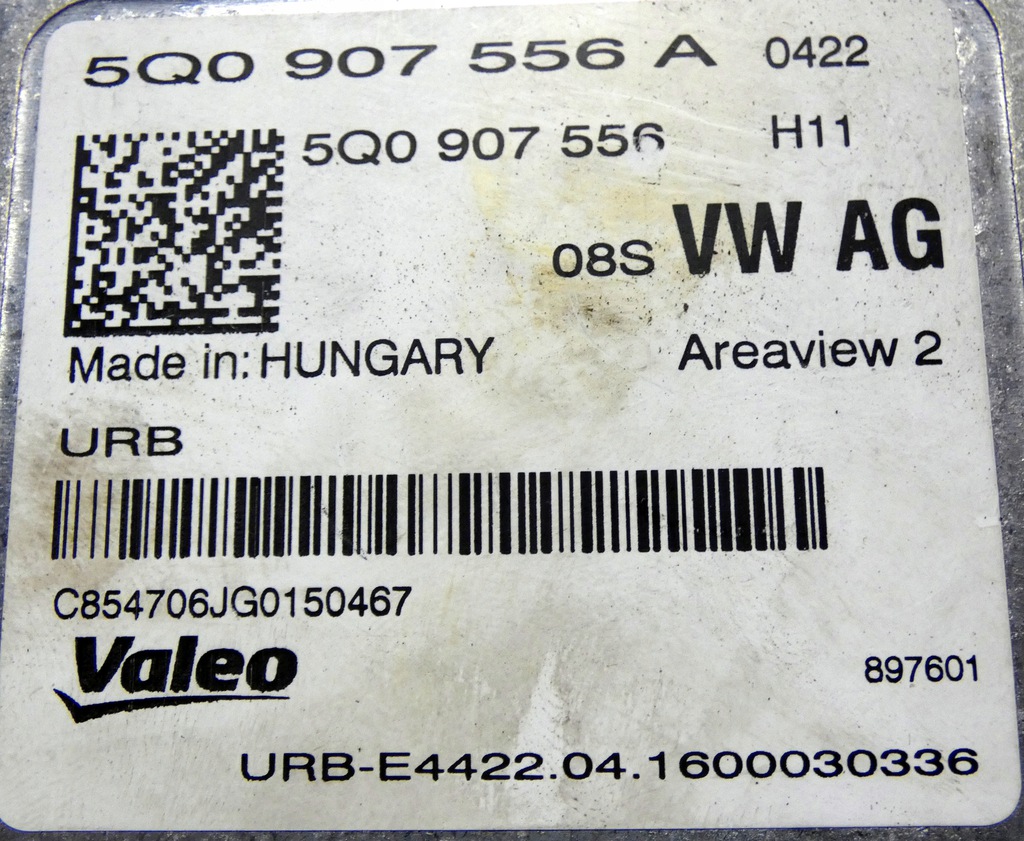 5Q0 907 556 A 0422
5Q0 907 556 H11
08S VW AG
Made in: HUNGARY Areaview 2
URB
C854706JG0150467
Valeo
897601
URB-E4422.04.1600030336